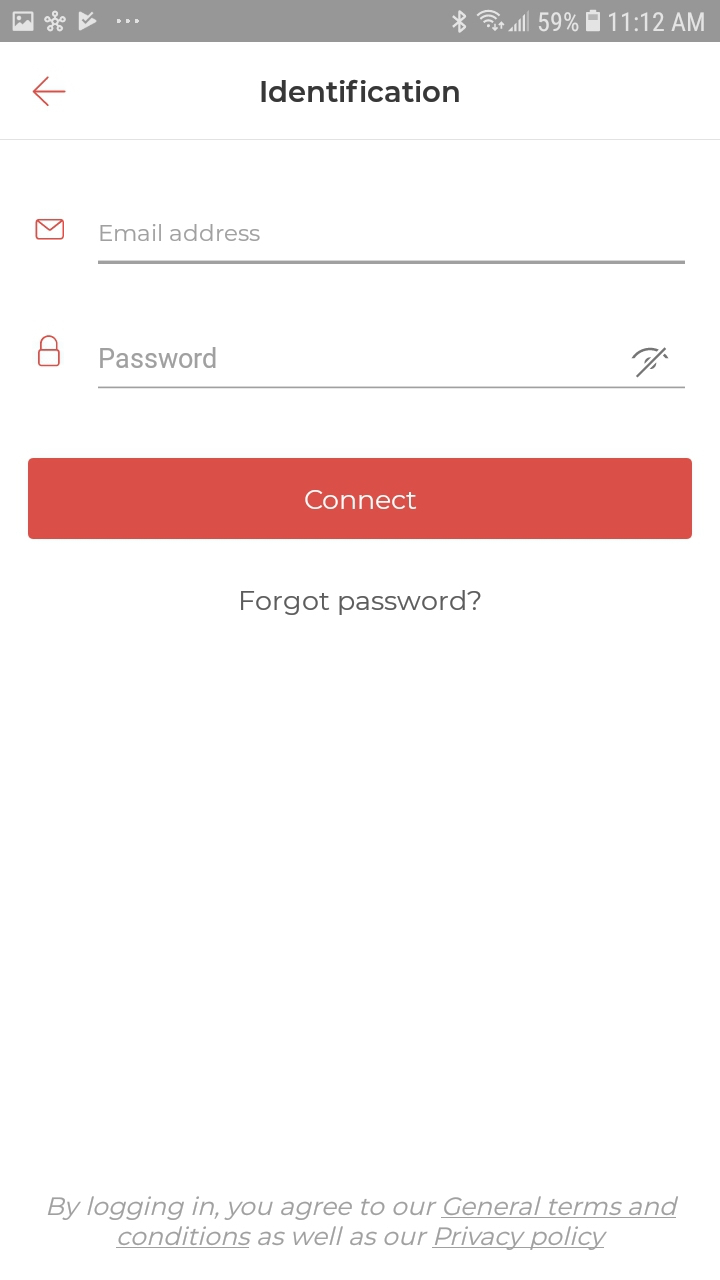 59% 11:12 AM
Identification
Email address
Password
Connect
Forgot password?
By logging in, you agree to our General terms and
conditions as well as our Privacy policy